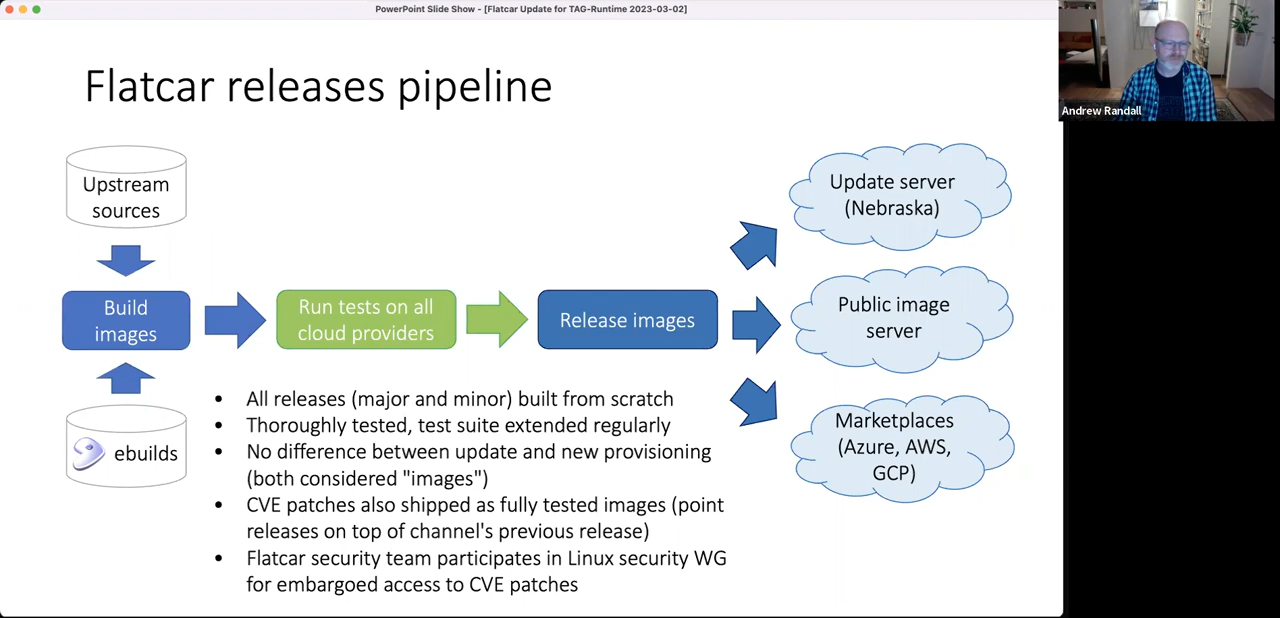 PowerPoint Slide Show - [Flatcar Update for TAG-Runtime 2023-03-02]
Andrew Randall
Flatcar releases pipeline
Upstream
sources
Build
images
ebuilds
Run tests on all
cloud providers
Release images
Update server
(Nebraska)
Public image
server
Marketplaces
(Azure, AWS,
GCP)
• All releases (major and minor) built from scratch
• Thoroughly tested, test suite extended regularly
• No difference between update and new provisioning
(both considered "images")
• CVE patches also shipped as fully tested images (point
releases on top of channel's previous release)
• Flatcar security team participates in Linux security WG
for embargoed access to CVE patches